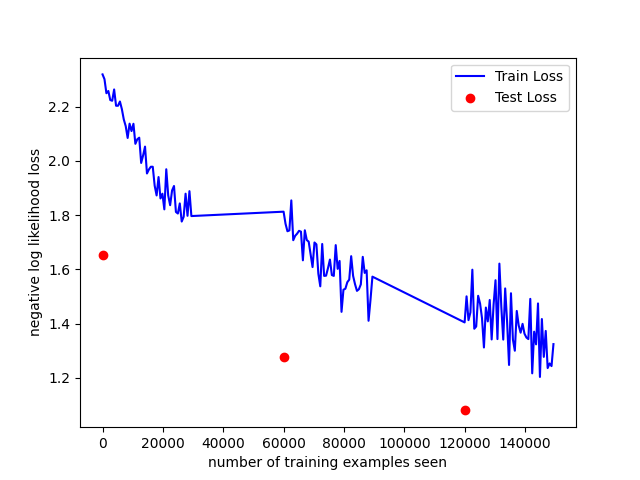 Train Loss
Test Loss
2.2
2.0
1.8
1.6
1.4
1.2
negative log likelihood loss
0 20000 40000 60000 80000 100000 120000 140000
number of training examples seen